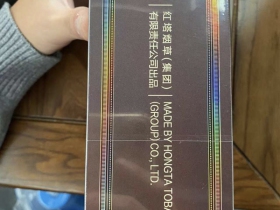 红塔烟草(集团)
有限责任公司出品
MADE BY HONGTA TOBA
(GROUP) CO., LTD.